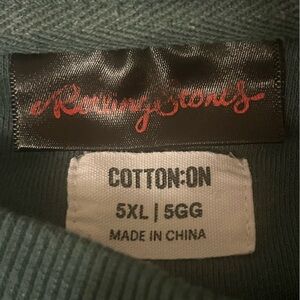 Rolling Stones
COTTON:ON
5XL | 5GG
MADE IN CHINA